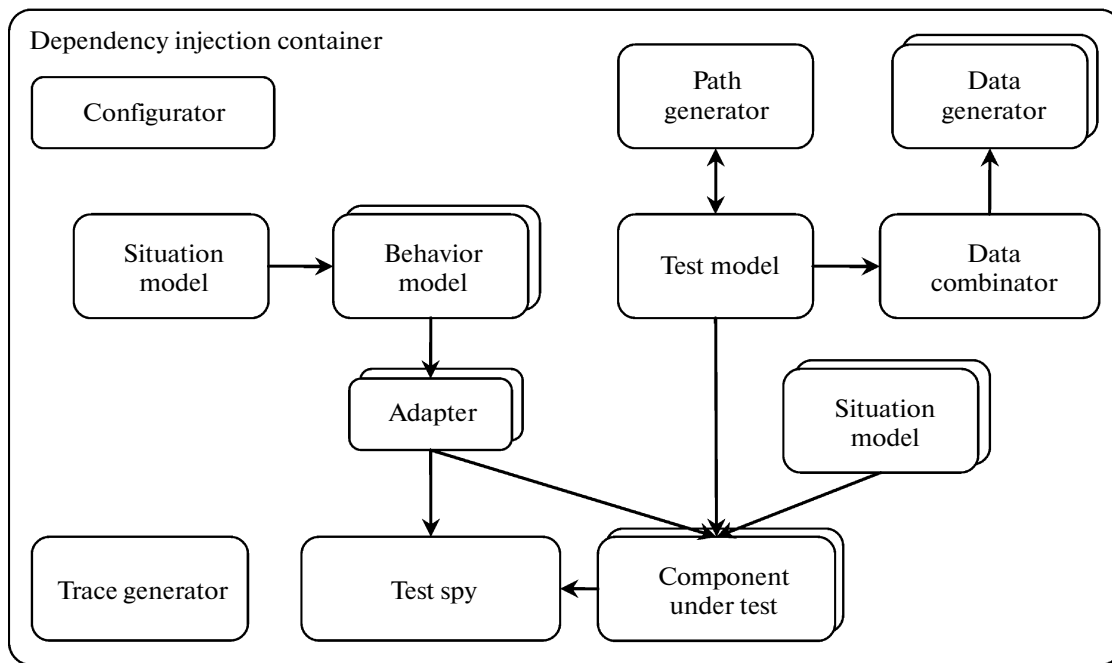 Dependency injection container
Configurator
Path
generator
Data
generator
Situation
model
Behavior
model
Test model
Data
combinator
Adapter
Situation
model
Trace generator
Test spy
Component
under test